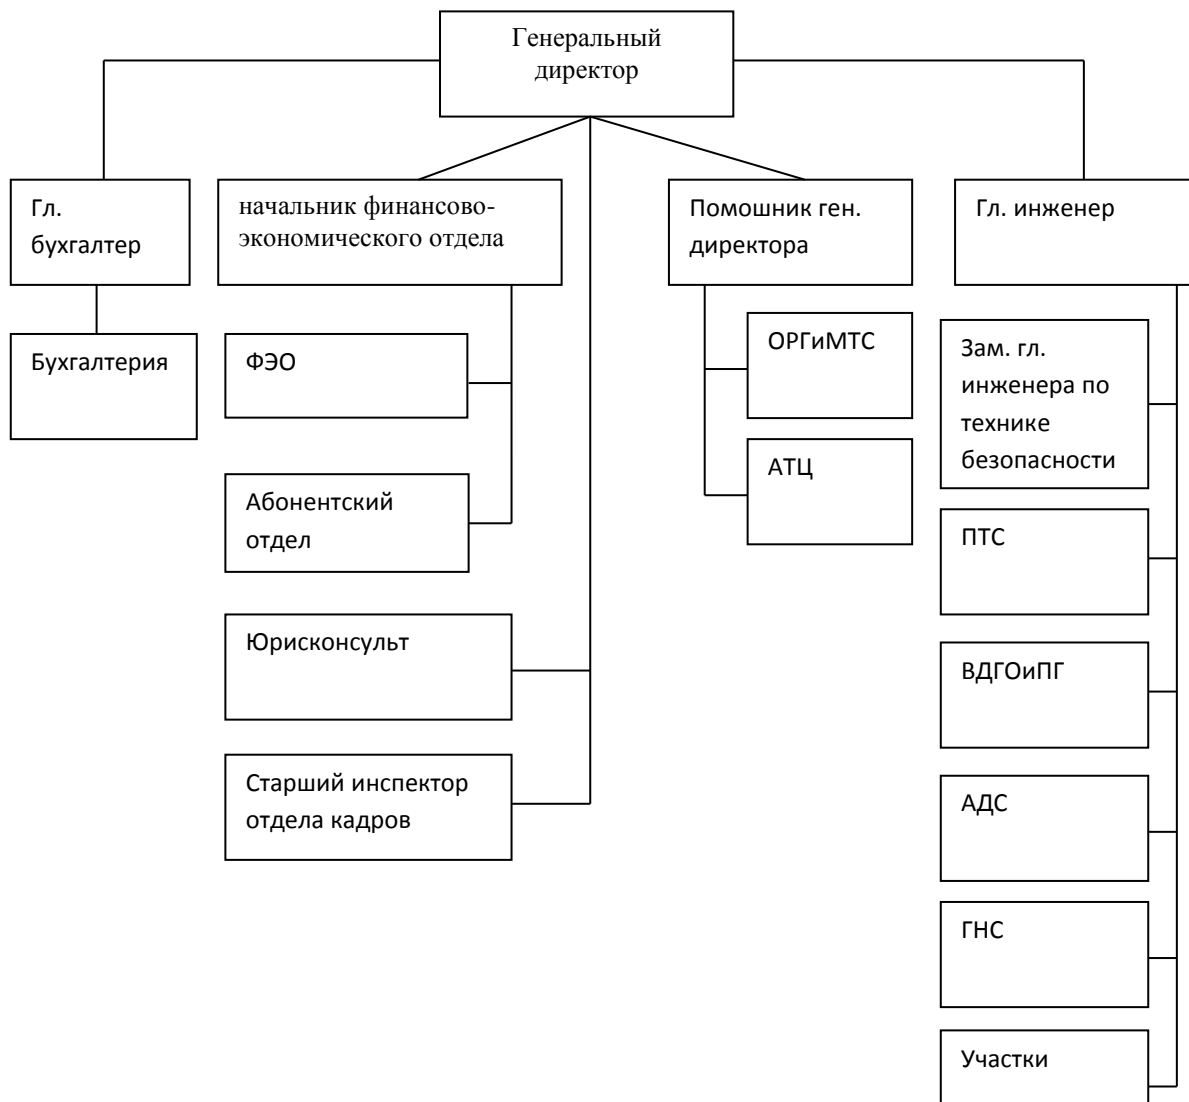 Генеральный
директор
Гл.
бухгалтер
начальник финансово-
экономического отдела
Помошник ген.
директора
Гл. инженер
Бухгалтерия
ФЭО
Абонентский
отдел
Юрисконсульт
Старший инспектор
отдела кадров
ОРГиМТС
АТЦ
Зам. гл.
инженера по
технике
безопасности
ПТС
ВДГОиПГ
АДС
ГНС
Участки